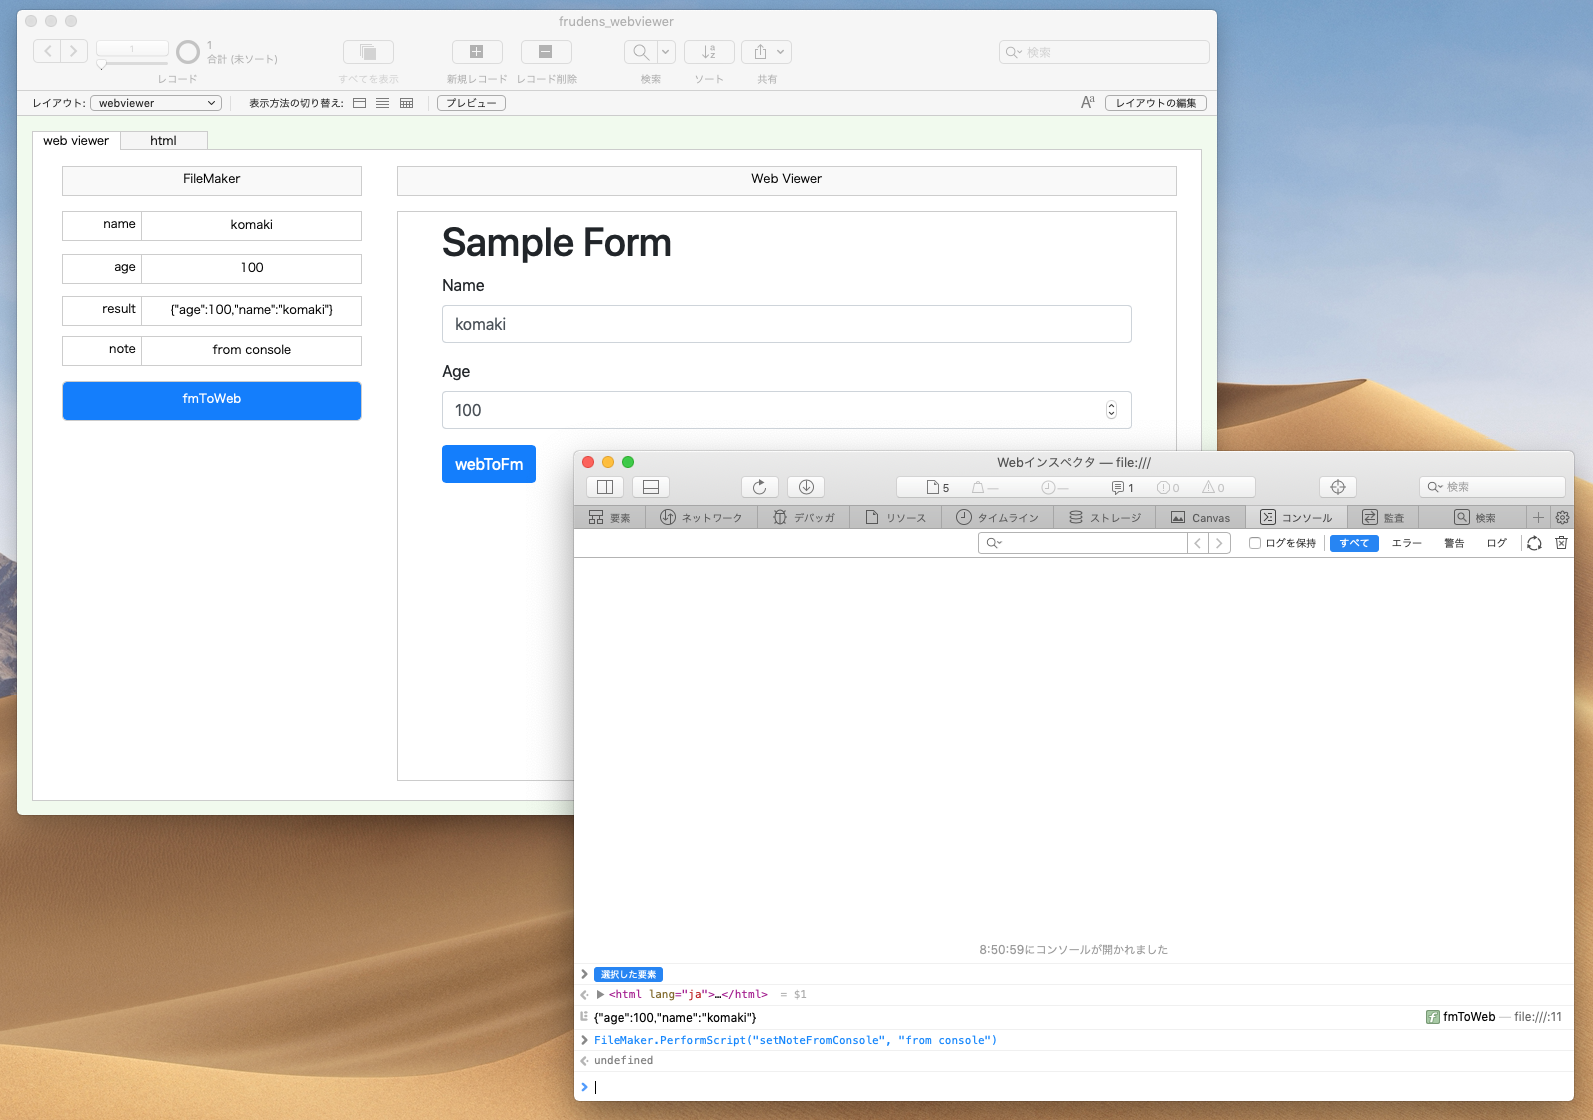 frudens_webviewer
1
1
合計 (未ソート)
レコード
すべてを表示
新規レコード
レコード削除
検索
ソート
共有
検索
レイアウト:
webviewer
表示方法の切り替え:
プレビュー
Aª
レイアウトの編集
web viewer
html
FileMaker
Web Viewer
name
komaki
age
100
result
{"age":100,"name":"komaki"}
note
from console
fmToWeb
Sample Form
Name
komaki
Age
100
webToFm
Webインスペクタ — file:///
5
—
—
1
0
0
検索
要素
ネットワーク
デバッガ
リソース
タイムライン
ストレージ
Canvas
コンソール
監査
検索
ログを保持
すべて
エラー
警告
ログ
8:50:59にコンソールが開かれました
選択した要素
<html lang="ja">…</html> = $1
{"age":100,"name":"komaki"}
f fmToWeb — file:///:11
FileMaker.PerformScript("setNoteFromConsole", "from console")
undefined